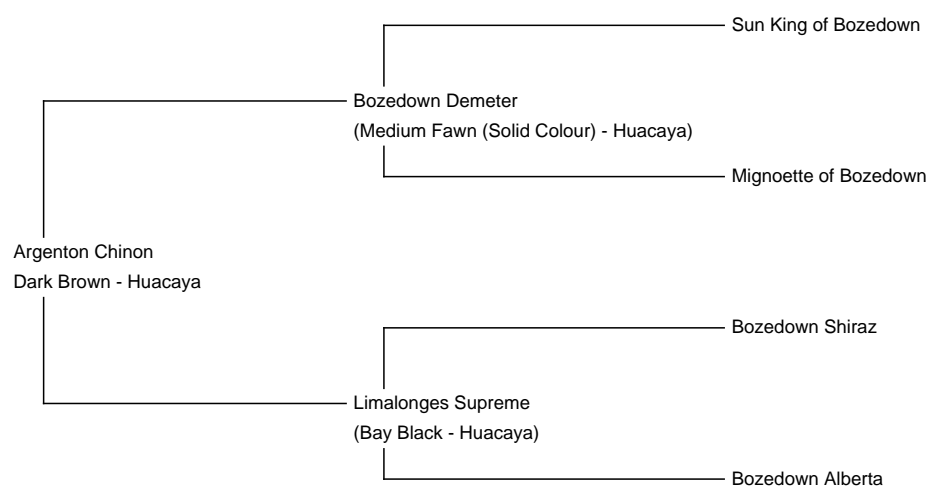 Sun King of Bozedown
Bozedown Demeter
(Medium Fawn (Solid Colour) - Huacaya)
Mignoette of Bozedown
Argenton Chinon
Dark Brown - Huacaya
Bozedown Shiraz
Limalonges Supreme
(Bay Black - Huacaya)
Bozedown Alberta